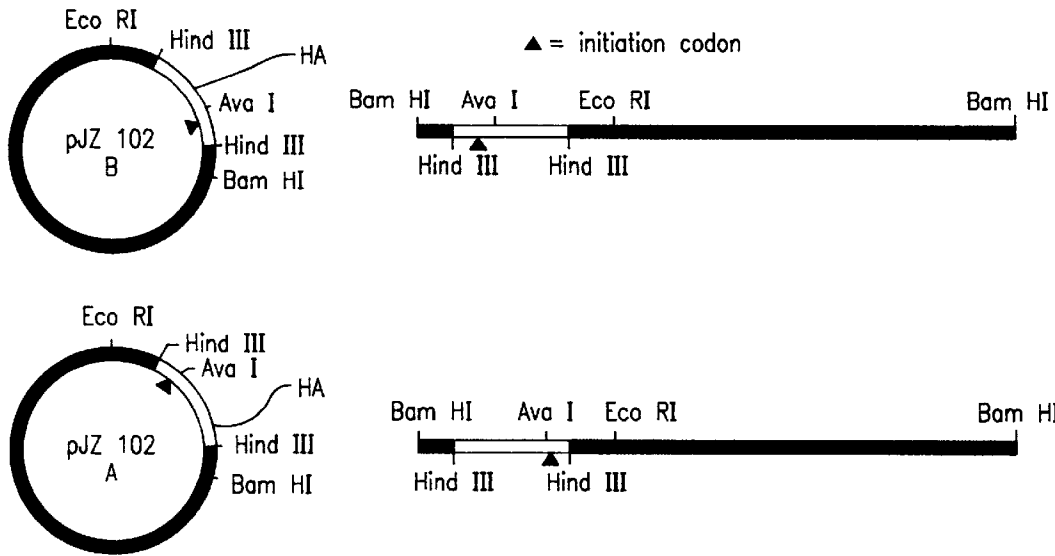 Eco RI
Hind III
HA
Ava I
pJZ 102
B
Hind III
Bam HI
▲ = initiation codon
Bam HI Ava I Eco RI Bam HI
Hind III Hind III
Eco RI
Hind III
Ava I
HA
pJZ 102
A
Hind III
Bam HI
Bam HI Ava I Eco RI Bam HI
Hind III Hind III